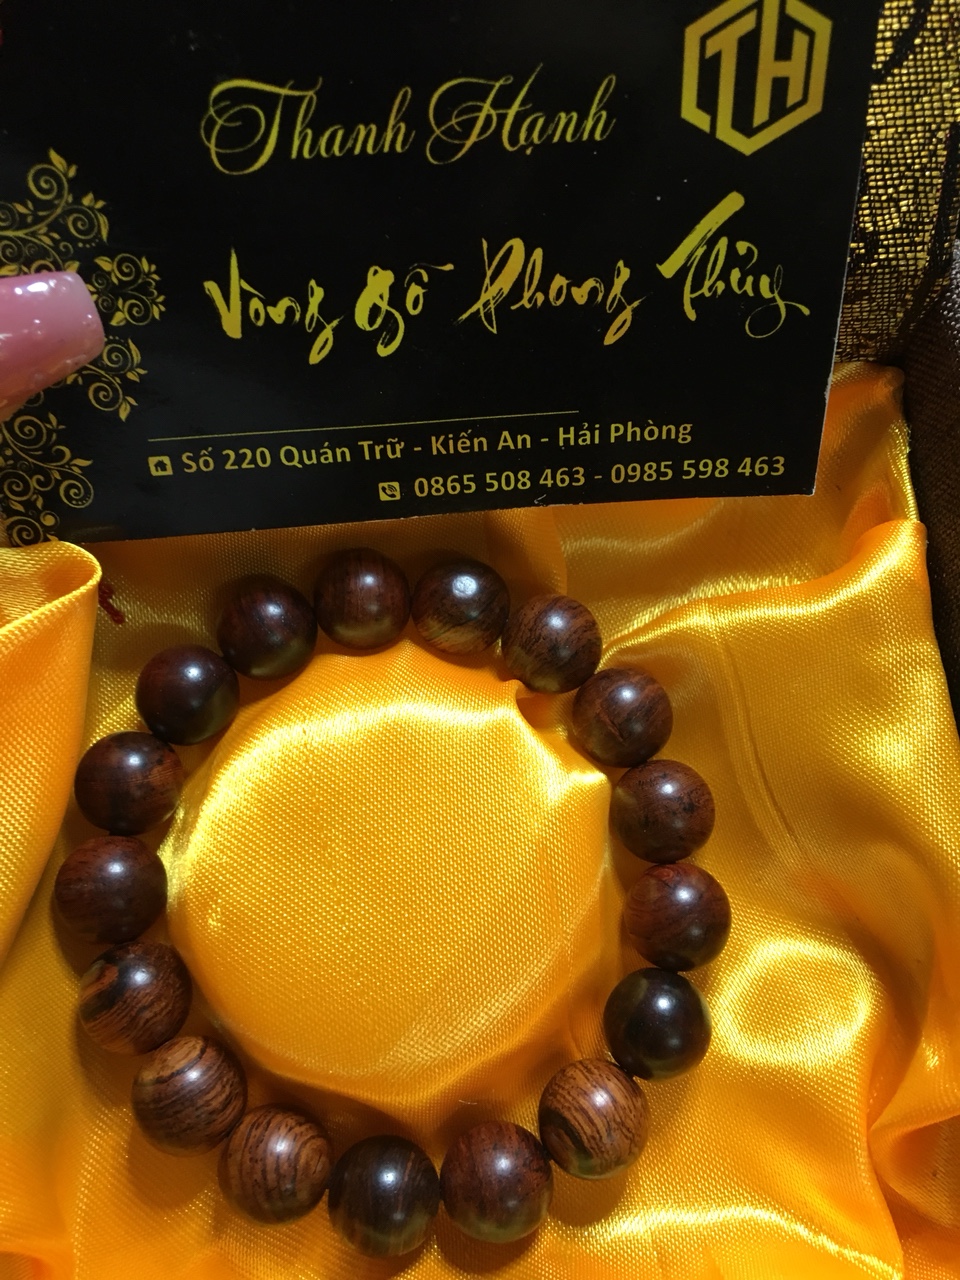 TH
Thanh Hạnh
Vòng gỗ Phong Thủy
Số 220 Quán Trữ - Kiến An - Hải Phòng
0865 508 463 - 0985 598 463